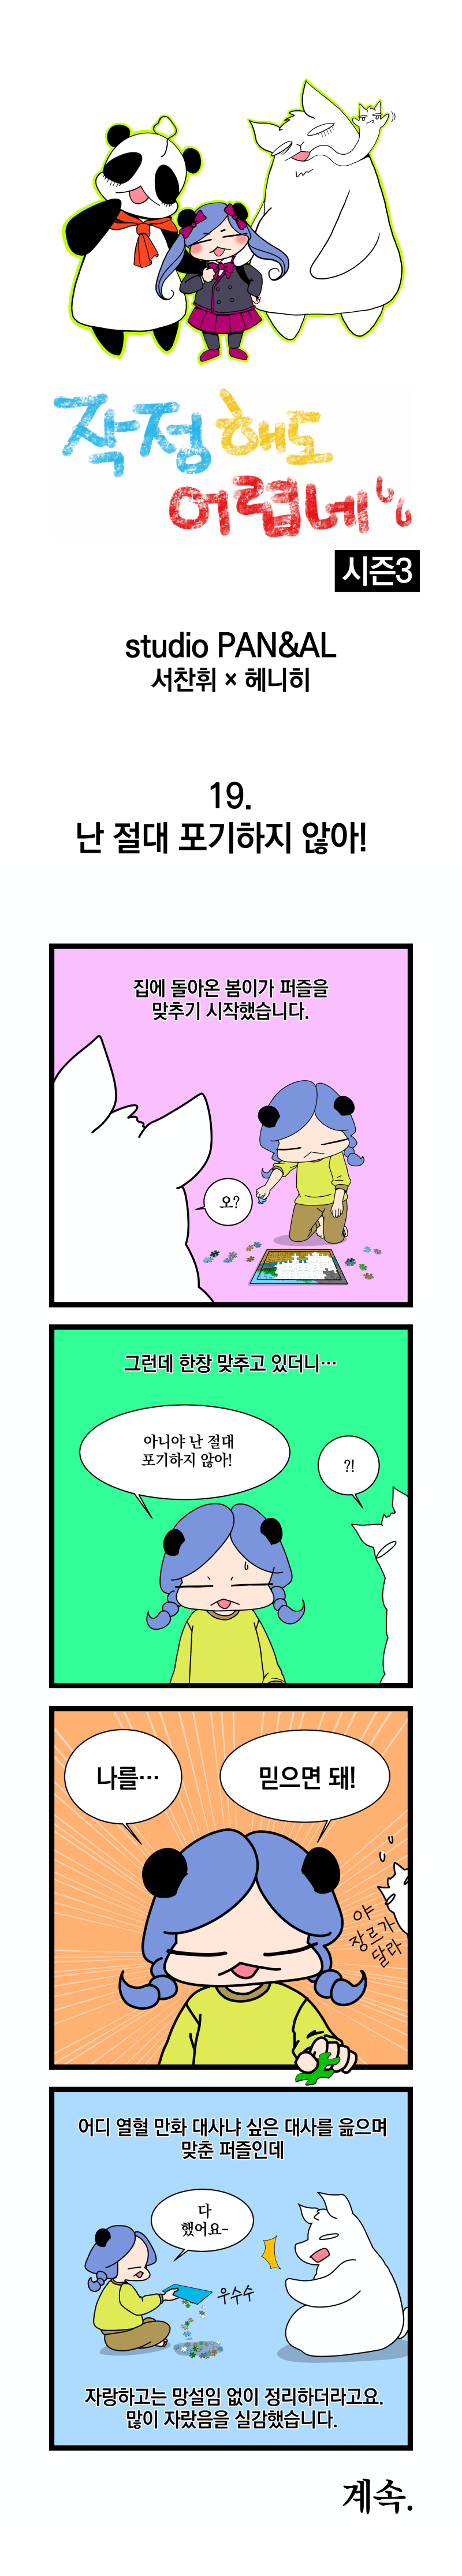 작정해도
어렵네
시즌3
studio PAN&AL
서찬휘 × 헤니히
19.
난 절대 포기하지 않아!
집에 돌아온 봄이가 퍼즐을
맞추기 시작했습니다.
오?
그런데 한창 맞추고 있더니…
아니야 난 절대
포기하지 않아!
?!
나를…
믿으면 돼!
야
장르가
달라
어디 열혈 만화 대사냐 싶은 대사를 읊으며
맞춘 퍼즐인데
다
했어요-
우수수
자랑하고는 망설임 없이 정리하더라고요.
많이 자랐음을 실감했습니다.
계속.